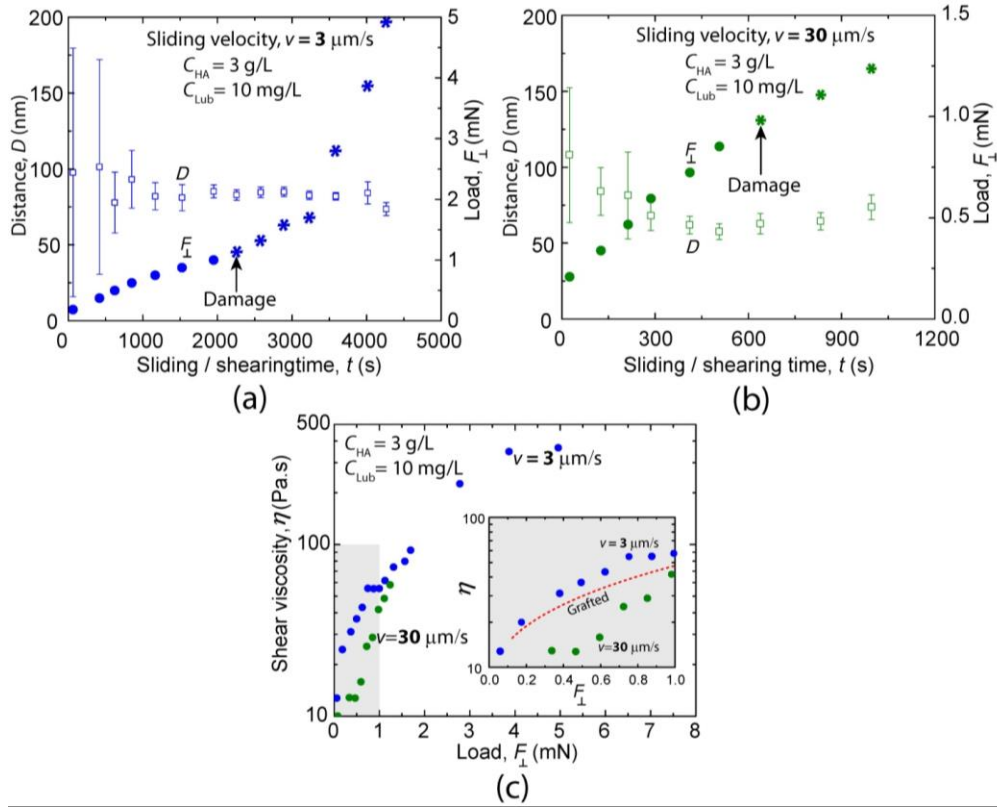 200
150
100
50
0
Distance, D (nm)
Sliding velocity, v = 3 μm/s
C_HA = 3 g/L
C_Lub = 10 mg/L
D
F⊥
Damage
5
4
3
2
1
0
Load, F⊥ (mN)
0 1000 2000 3000 4000 5000
Sliding / shearingtime, t (s)
(a)
200
150
100
50
0
Distance, D (nm)
Sliding velocity, v = 30 μm/s
C_HA = 3 g/L
C_Lub = 10 mg/L
F⊥
Damage
D
1.5
1.0
0.5
0.0
Load, F⊥ (mN)
0 300 600 900 1200
Sliding / shearing time, t (s)
(b)
500
100
10
Shear viscosity, η (Pa.s)
C_HA = 3 g/L
C_Lub = 10 mg/L
v = 3 μm/s
v=30 μm/s
100
10
η
v = 3 μm/s
Grafted
v=30 μm/s
0.0 0.2 0.4 0.6 0.8 1.0
F⊥
0 1 2 3 4 5 6 7 8
Load, F⊥ (mN)
(c)